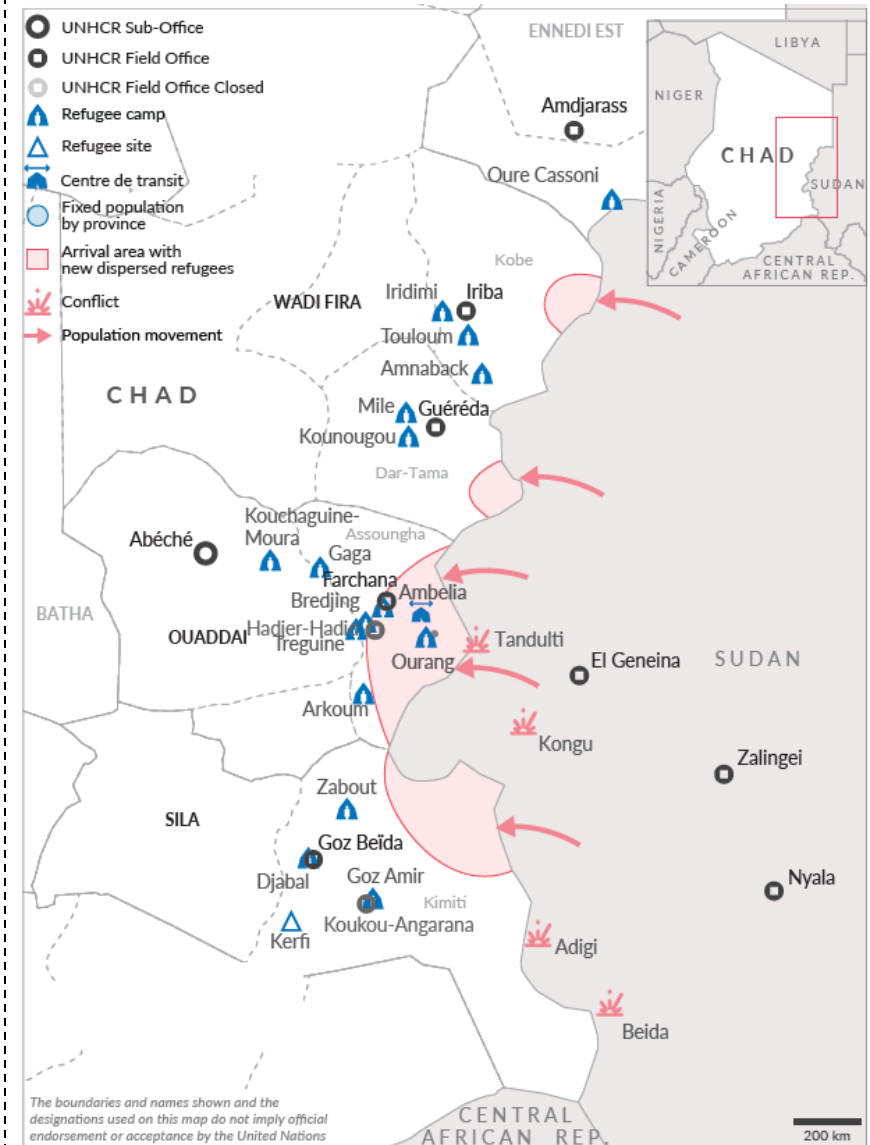 UNHCR Sub-Office
UNHCR Field Office
UNHCR Field Office Closed
Refugee camp
Refugee site
Centre de transit
Fixed population
by province
Arrival area with
new dispersed refugees
Conflict
Population movement
ENNEDI EST
LIBYA
NIGER
CHAD
SUDAN
NIGERIA
CAMEROON
CENTRAL
AFRICAN REP.
Amdjarass
Oure Cassoni
Kobe
WADI FIRA
Iridimi
Iriba
Touloum
Amnaback
CHAD
Mile
Guéréda
Kounougou
Dar-Tama
Kouchaguine-
Moura
Assoungha
Abéché
Gaga
Farchana
Ambelia
Bredjing
BATHA
OUADDAI
Hadjer-Hadid
Treguine
Tandulti
Ourang
El Geneina
SUDAN
Arkoum
Kongu
Zalingei
Zabout
SILA
Goz Beïda
Djabal
Goz Amir
Nyala
Kimiti
Koukou-Angarana
Kerfi
Adigi
Beida
The boundaries and names shown and the
designations used on this map do not imply official
endorsement or acceptance by the United Nations
CENTRAL
AFRICAN REP.
200 km